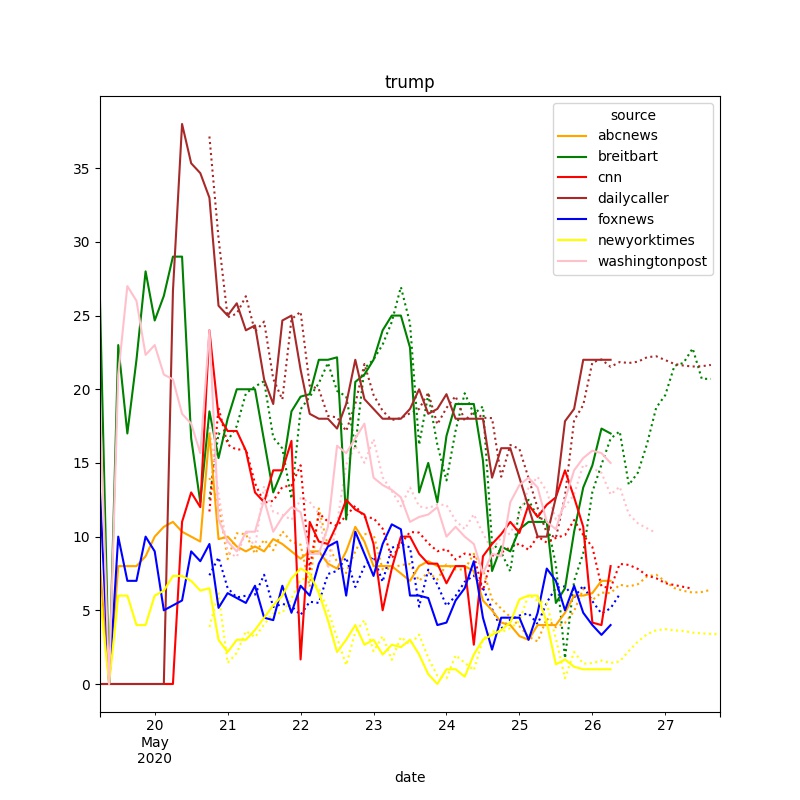 trump
source
abcnews
breitbart
cnn
dailycaller
foxnews
newyorktimes
washingtonpost
35
30
25
20
15
10
5
0
20 21 22 23 24 25 26 27
May
2020
date